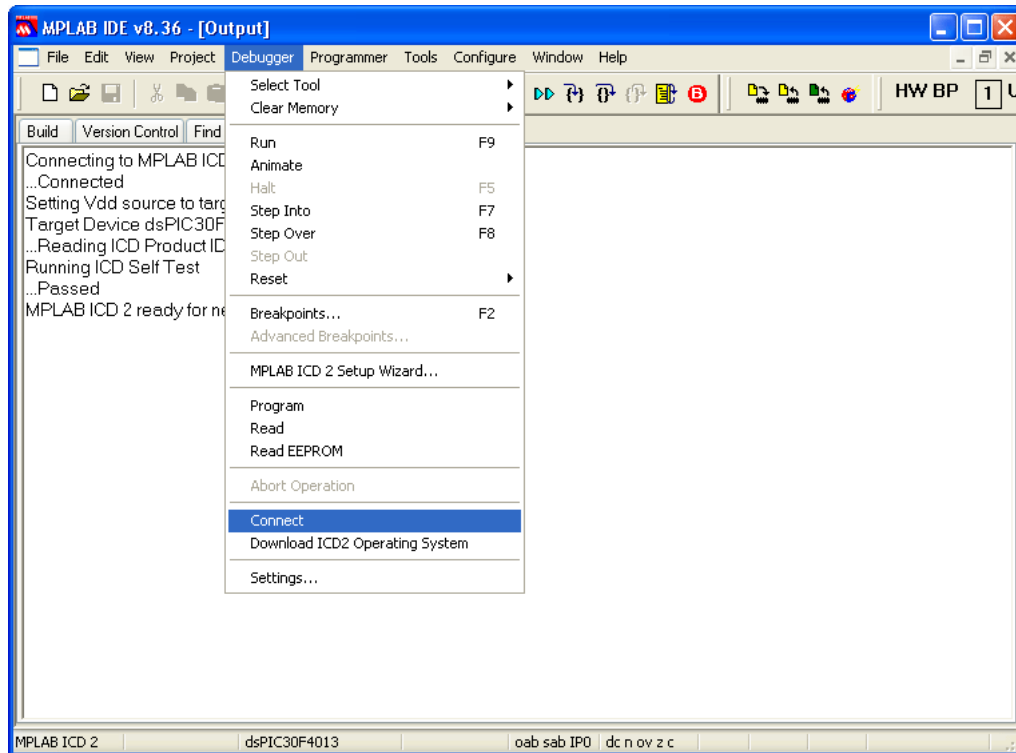 MPLAB IDE v8.36 - [Output]
File Edit View Project Debugger Programmer Tools Configure Window Help
HW BP 1
Build Version Control Find
Connecting to MPLAB ICD
...Connected
Setting Vdd source to targ
Target Device dsPIC30F
...Reading ICD Product ID
Running ICD Self Test
...Passed
MPLAB ICD 2 ready for ne
Select Tool
Clear Memory
Run F9
Animate
Halt F5
Step Into F7
Step Over F8
Step Out
Reset
Breakpoints... F2
Advanced Breakpoints...
MPLAB ICD 2 Setup Wizard...
Program
Read
Read EEPROM
Abort Operation
Connect
Download ICD2 Operating System
Settings...
MPLAB ICD 2 dsPIC30F4013 oab sab IP0 dc n ov z c